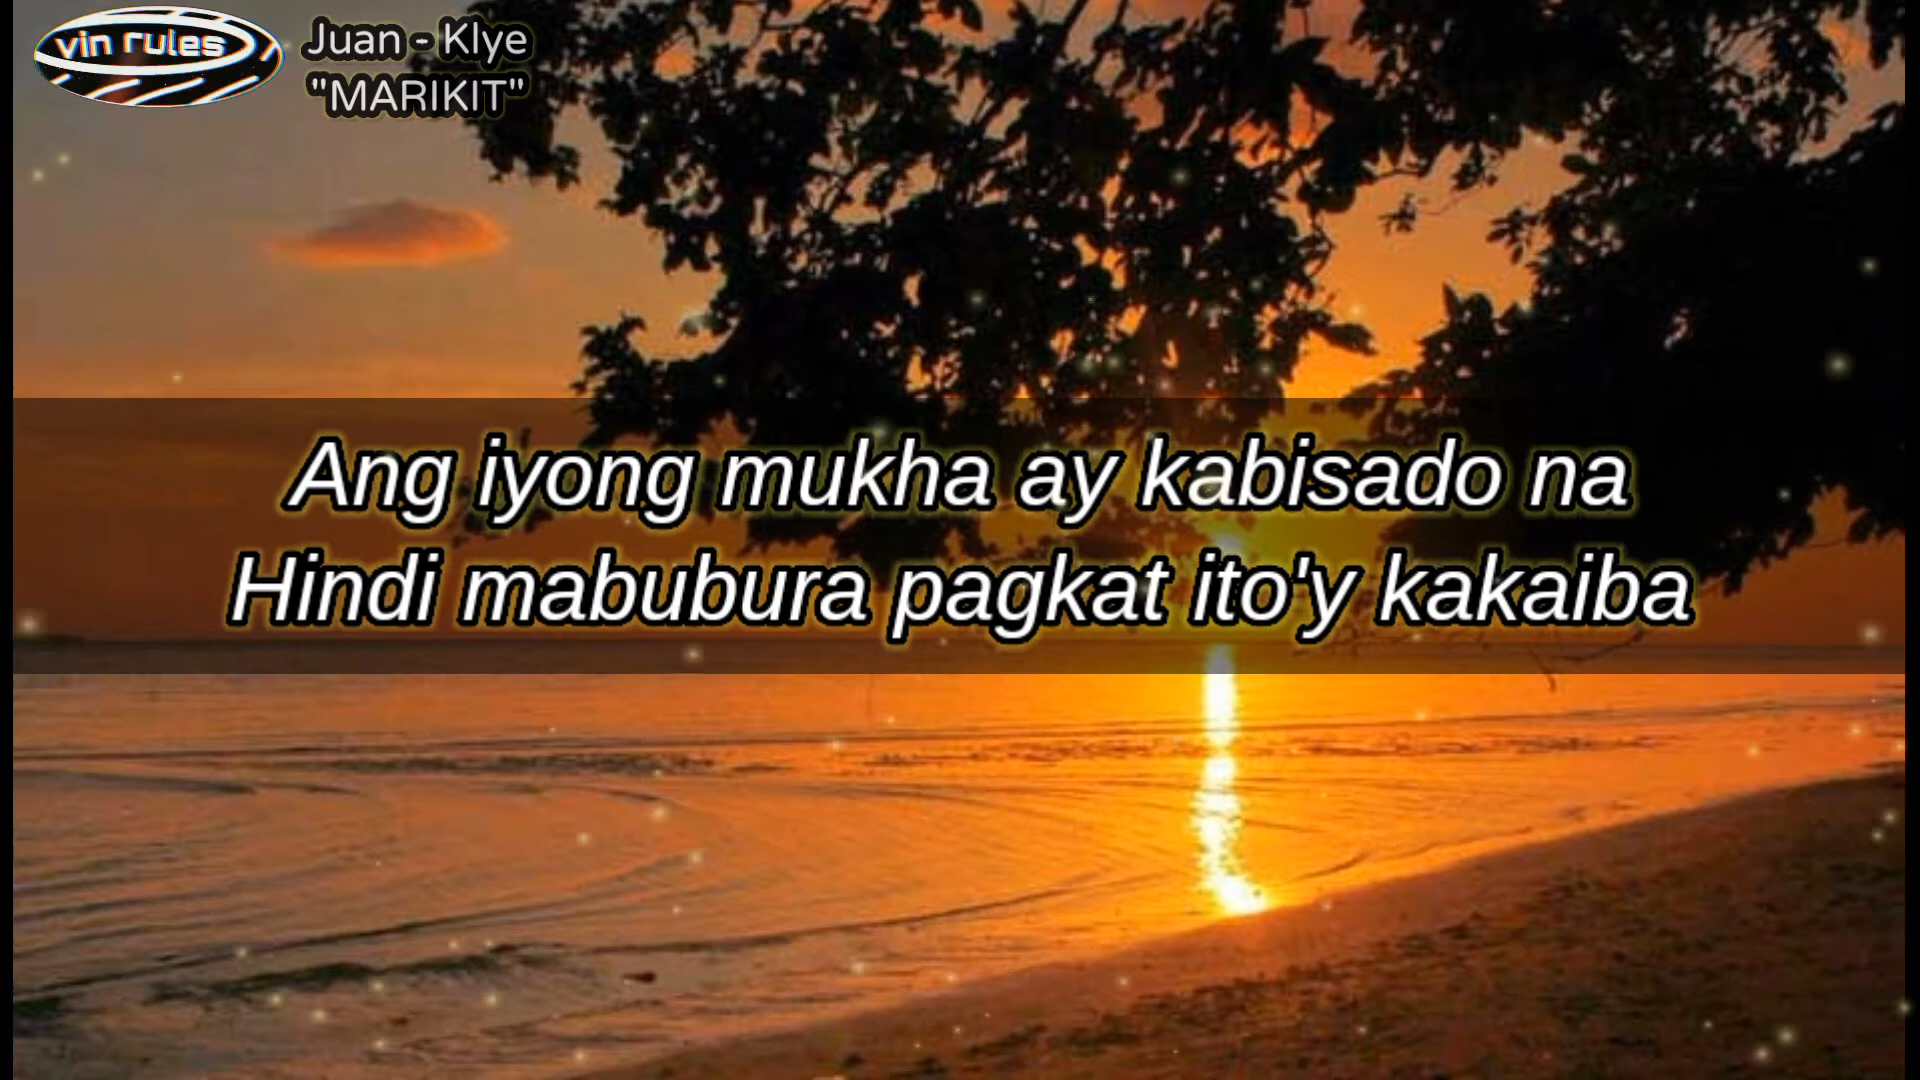 vin rules
Juan - Klye
"MARIKIT"
Ang iyong mukha ay kabisado na
Hindi mabubura pagkat ito'y kakaiba